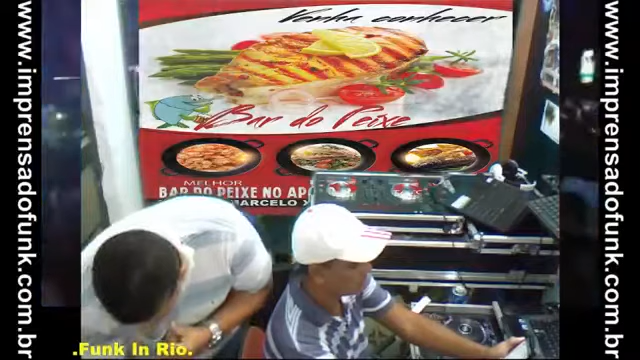 www.imprensadofunk.com.br
Venha conhecer
Bar do Peixe
MELHOR
BAR DO PEIXE NO
MARCELO
.Funk In Rio.
www.imprensadofunk.com.br